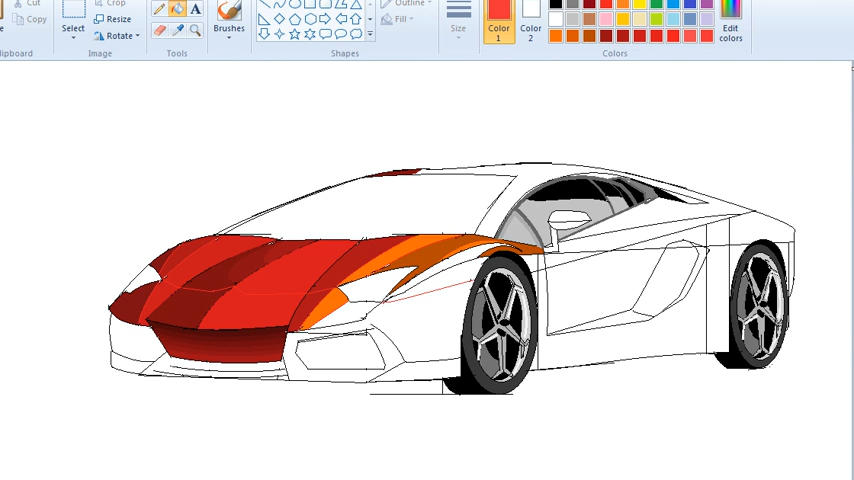 Cut
Crop
Copy
Resize
Select
Rotate
A
Brushes
Outline
Fill
Size
Color
1
Color
2
Edit
colors
lipboard
Image
Tools
Shapes
Colors